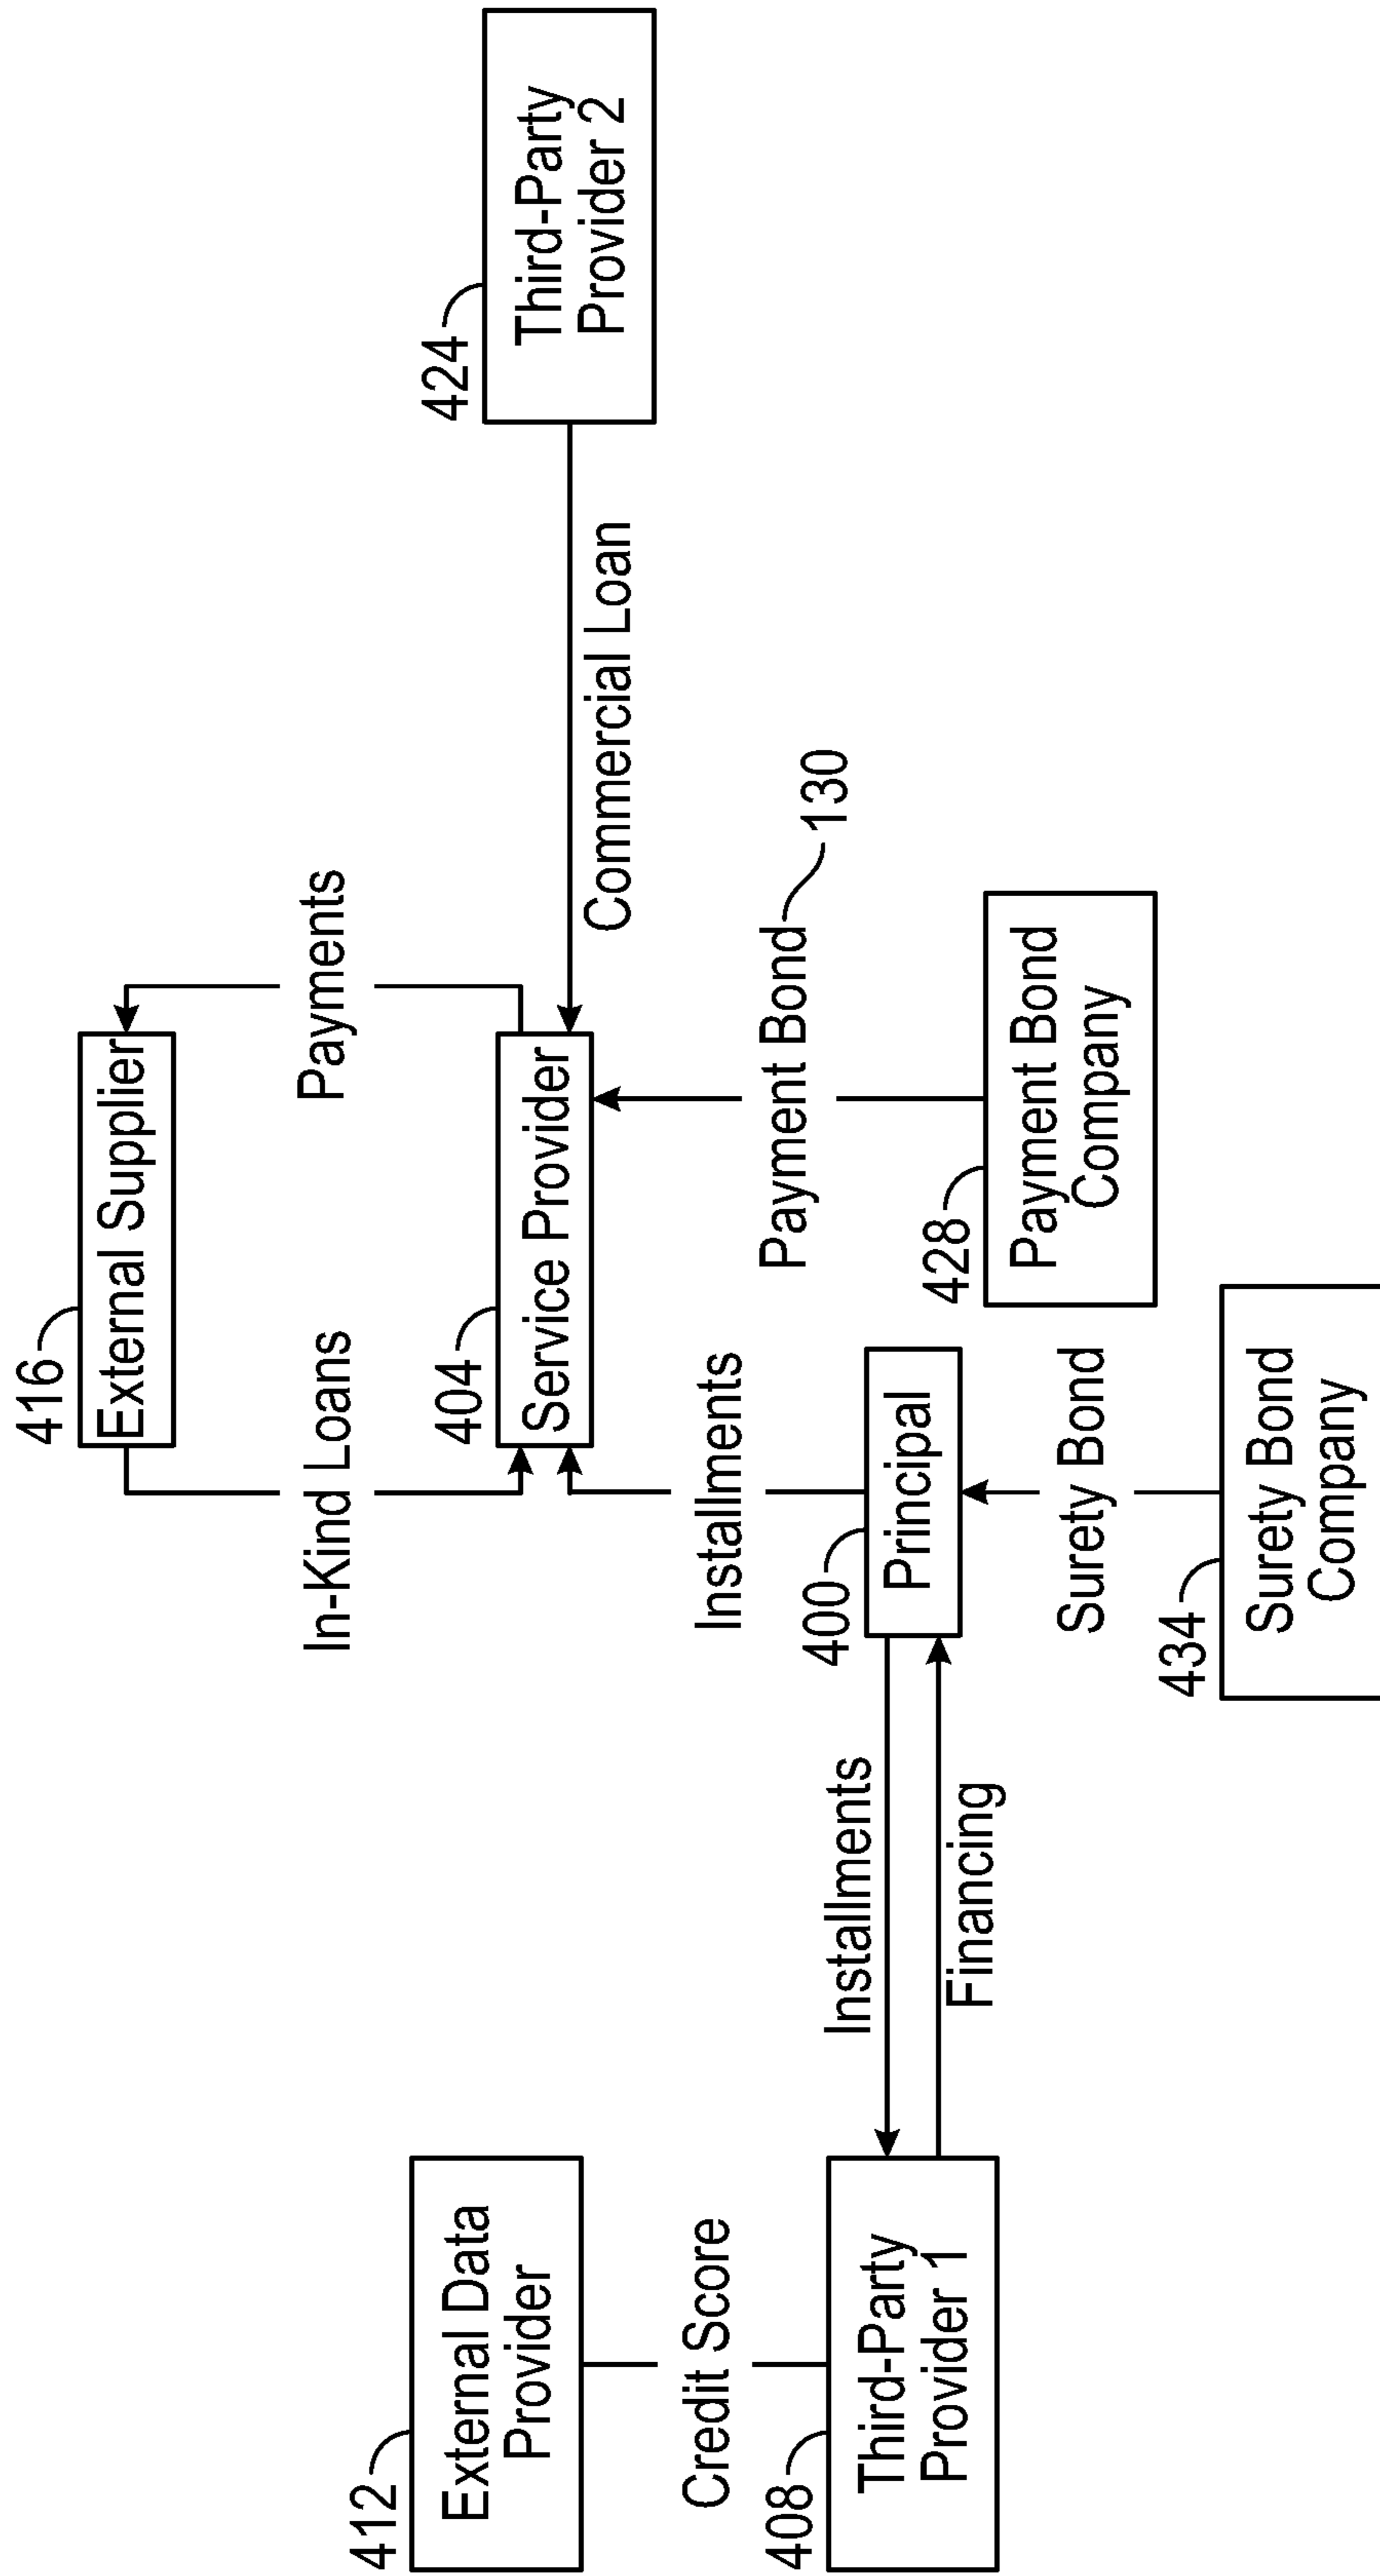 416
External Supplier
In-Kind Loans
Payments
412
External Data
Provider
404
Service Provider
424
Third-Party
Provider 2
Commercial Loan
Credit Score
Installments
Payment Bond
130
408
Third-Party
Provider 1
Installments
Financing
400
Principal
428
Payment Bond
Company
Surety Bond
434
Surety Bond
Company